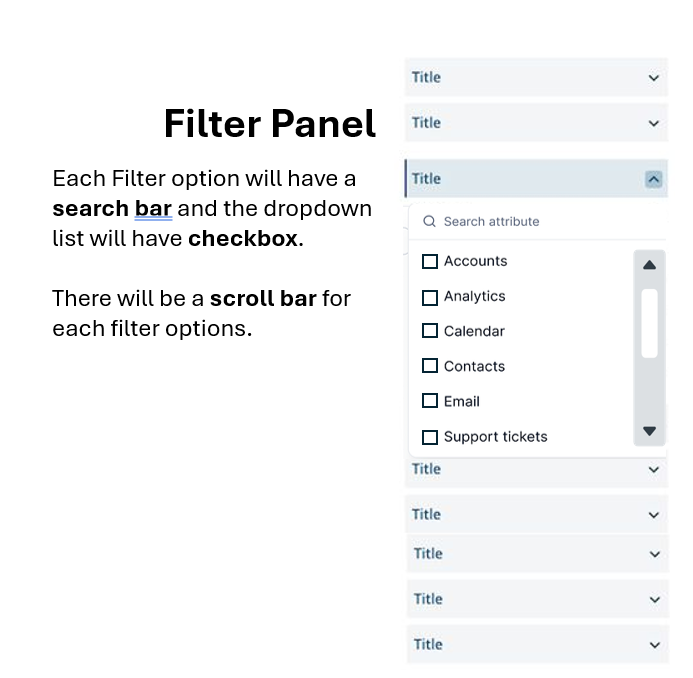 Filter Panel
Each Filter option will have a
search bar and the dropdown
list will have checkbox.
There will be a scroll bar for
each filter options.
Title
Title
Title
Search attribute
Accounts
Analytics
Calendar
Contacts
Email
Support tickets
Title
Title
Title
Title
Title